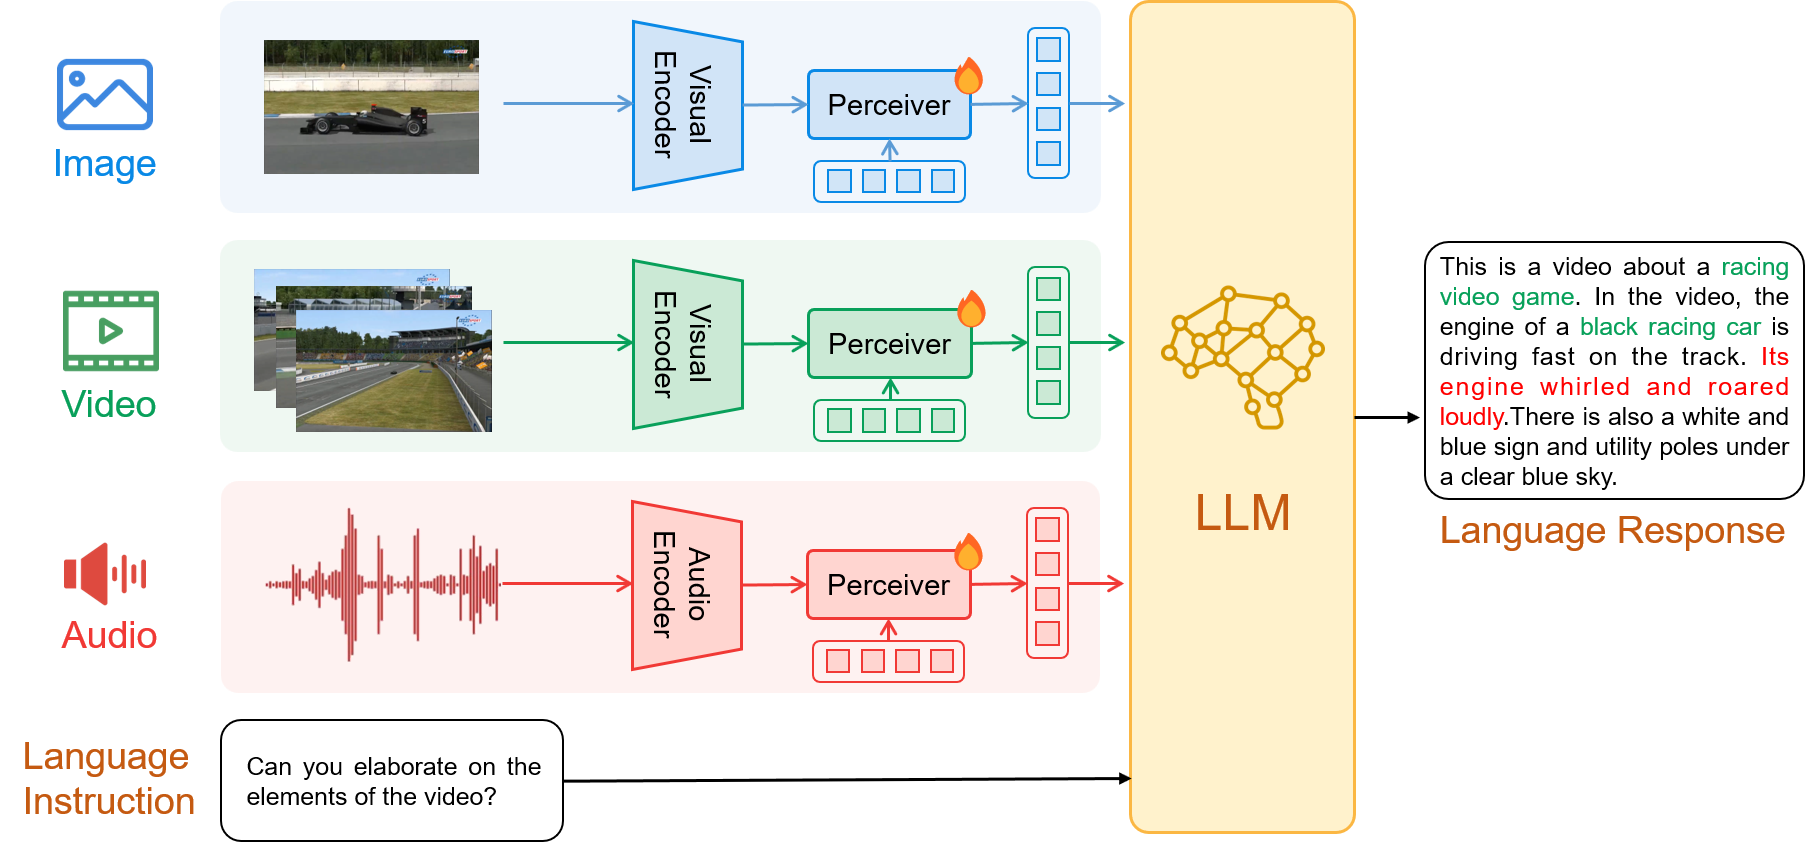 Image
Visual
Encoder
Perceiver
Video
Visual
Encoder
Perceiver
Audio
Audio
Encoder
Perceiver
Language
Instruction
Can you elaborate on the
elements of the video?
LLM
This is a video about a racing
video game. In the video, the
engine of a black racing car is
driving fast on the track. Its
engine whirled and roared
loudly.There is also a white and
blue sign and utility poles under
a clear blue sky.
Language Response